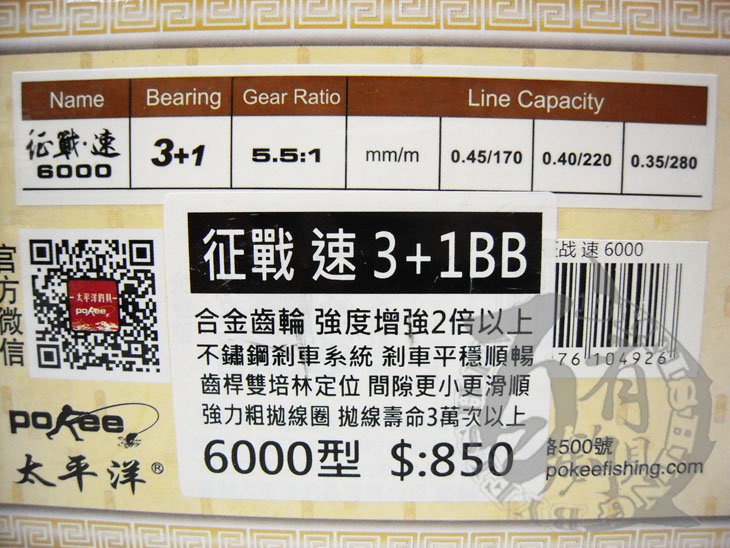 Name Bearing Gear Ratio Line Capacity
征戰·速 6000 3+1 5.5:1 mm/m 0.45/170 0.40/220 0.35/280
征戰 速 3+1BB
合金齒輪 強度增強2倍以上
不鏽鋼剎車系統 剎車平穩順暢
齒桿雙培林定位 間隙更小更滑順
強力粗拋線圈 拋線壽命3萬次以上
6000型 $:850
官方微信
太平洋釣具
pokee
战 速 6000
76 104926
pokee
太平洋®
路500號
pokeefishing.com